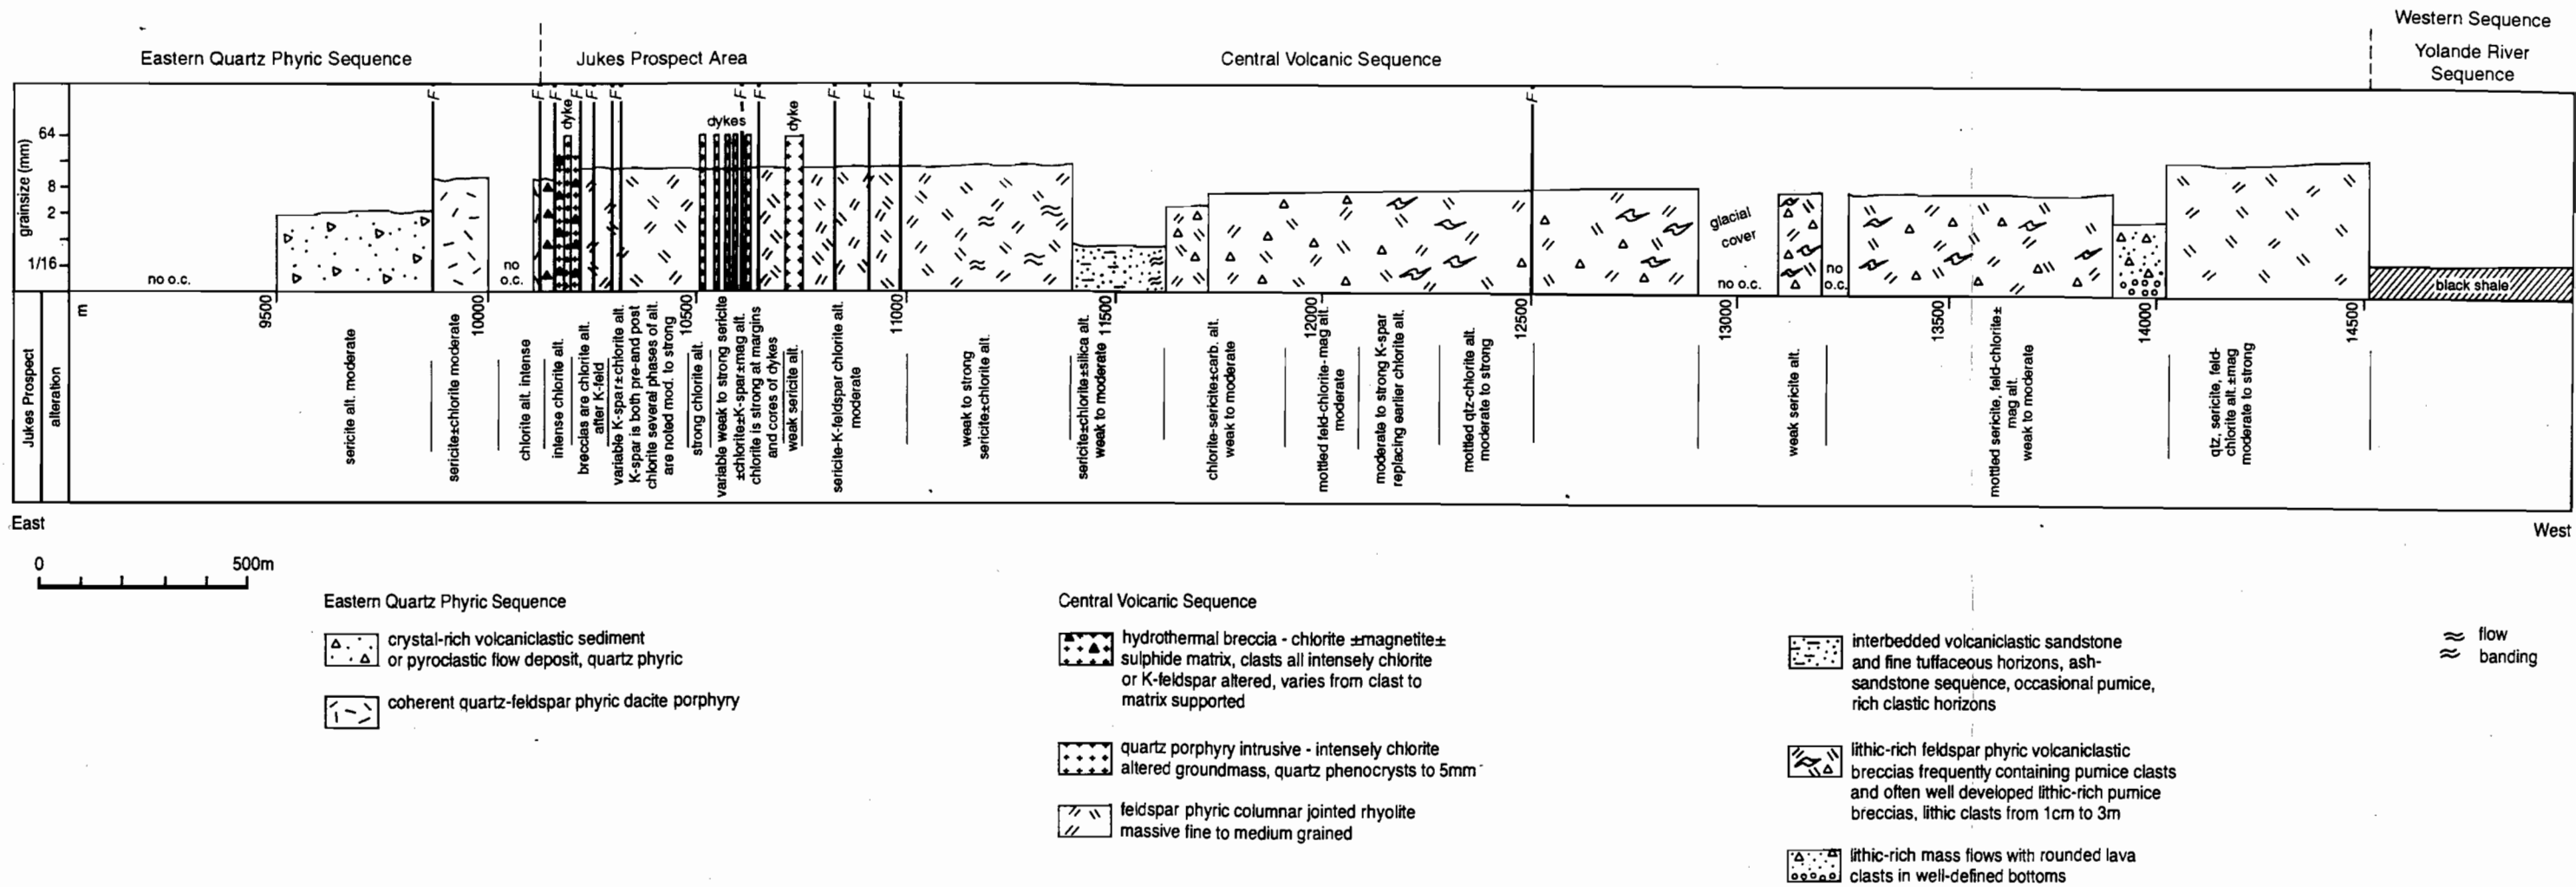 Western Sequence
Eastern Quartz Phyric Sequence
Jukes Prospect Area
Central Volcanic Sequence
Yolande River
Sequence
F
F
F
F
F
F
F
F
F
F
F
F
dyke
dykes
dyke
grainsize (mm)
64
8
2
1/16
no o.c.
no
o.c.
glacial
cover
no o.c.
no
o.c.
black shale
m
9500
10000
10500
11000
11500
12000
12500
13000
13500
14000
14500
Jukes Prospect
alteration
sericite alt. moderate
sericite±chlorite moderate
chlorite alt. intense
intense chlorite alt.
breccias are chlorite alt.
after K-feld
variable K-spar±chlorite alt.
K-spar is both pre-and post
chlorite several phases of alt.
are noted mod. to strong
strong chlorite alt.
variable weak to strong sericite
±chlorite±K-spar±mag alt.
chlorite is strong at margins
and cores of dykes
weak sericite alt.
sericite-K-feldspar chlorite alt
moderate
weak to strong
sericite±chlorite alt.
sericite±chlorite±silica alt.
weak to moderate
chlorite-sericite±carb. alt.
weak to moderate
mottled feld-chlorite-mag alt.
moderate
moderate to strong K-spar
replacing earlier chlorite alt.
mottled qtz-chlorite alt.
moderate to strong
weak sericite alt.
mottled sericite, feld-chlorite±
mag alt.
weak to moderate
qtz, sericite, feld-
chlorite alt. ±mag
moderate to strong
East
West
0
500m
Eastern Quartz Phyric Sequence
crystal-rich volcaniclastic sediment
or pyroclastic flow deposit, quartz phyric
coherent quartz-feldspar phyric dacite porphyry
Central Volcanic Sequence
hydrothermal breccia - chlorite ±magnetite±
sulphide matrix, clasts all intensely chlorite
or K-feldspar altered, varies from clast to
matrix supported
quartz porphyry intrusive - intensely chlorite
altered groundmass, quartz phenocrysts to 5mm
feldspar phyric columnar jointed rhyolite
massive fine to medium grained
interbedded volcaniclastic sandstone
and fine tuffaceous horizons, ash-
sandstone sequence, occasional pumice,
rich clastic horizons
lithic-rich feldspar phyric volcaniclastic
breccias frequently containing pumice clasts
and often well developed lithic-rich pumice
breccias, lithic clasts from 1cm to 3m
lithic-rich mass flows with rounded lava
clasts in well-defined bottoms
flow
banding